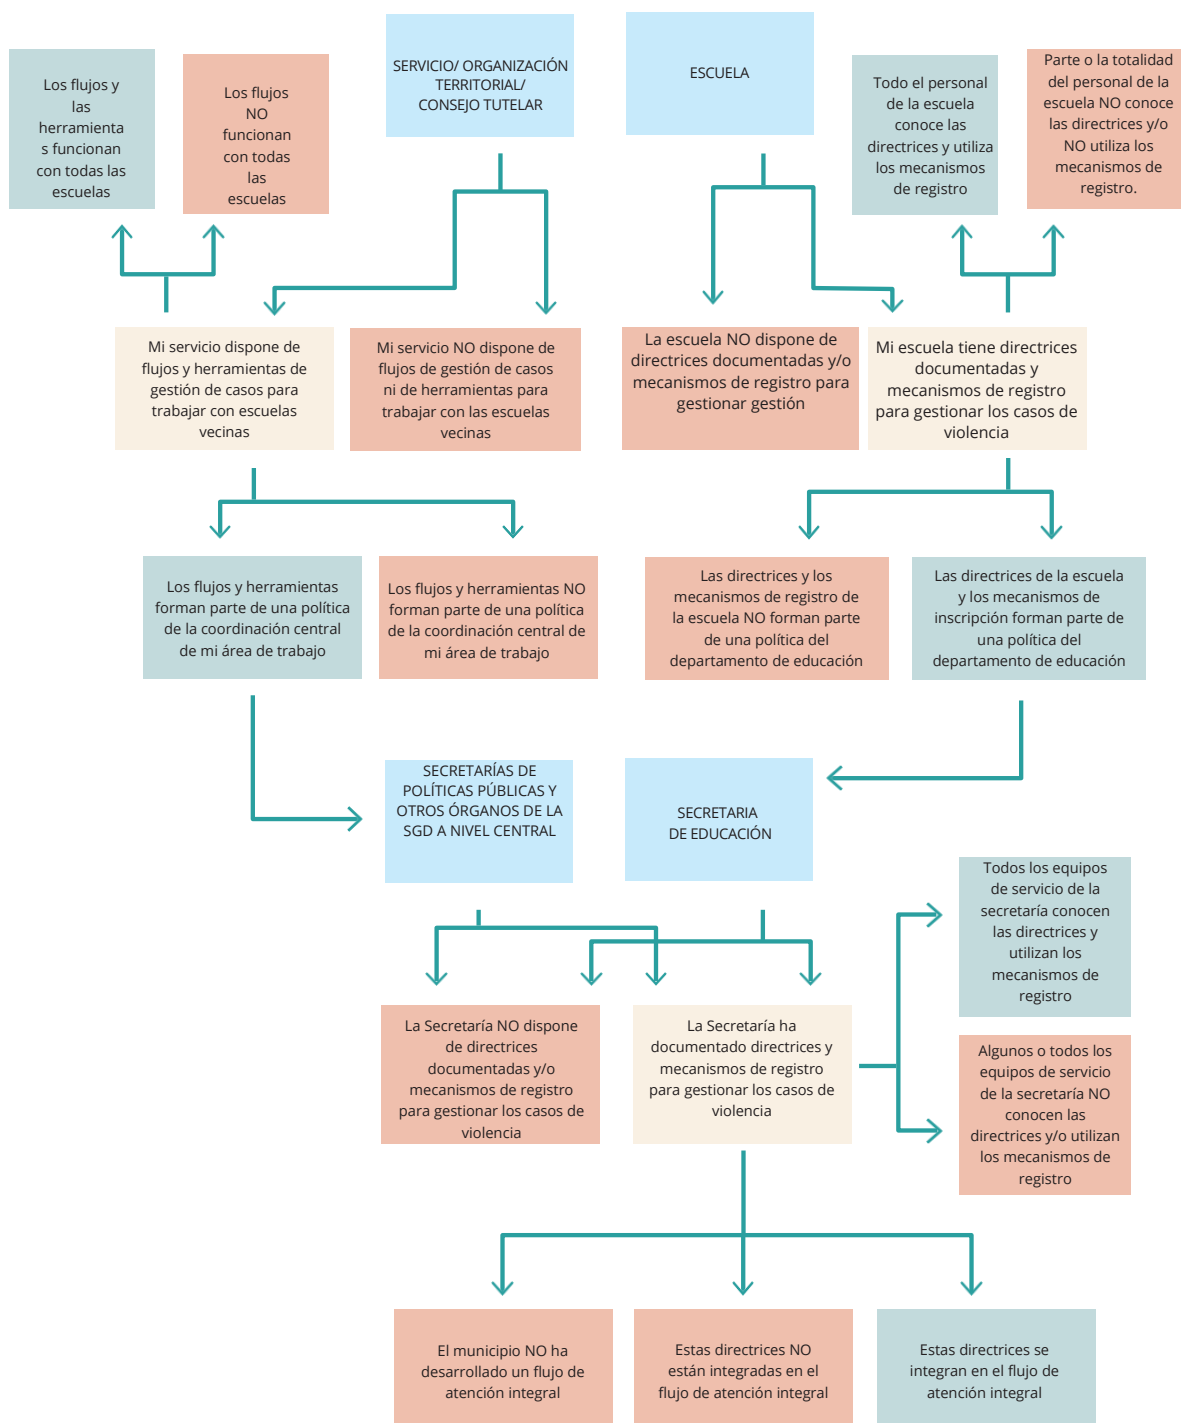 Los flujos y
las
herramienta
s funcionan
con todas las
escuelas
Los flujos
NO
funcionan
con todas
las
escuelas
SERVICIO/ ORGANIZACIÓN
TERRITORIAL/
CONSEJO TUTELAR
ESCUELA
Todo el personal
de la escuela
conoce las
directrices y utiliza
los mecanismos
de registro
Parte o la totalidad
del personal de la
escuela NO conoce
las directrices y/o
NO utiliza los
mecanismos de
registro.
Mi servicio dispone de
flujos y herramientas de
gestión de casos para
trabajar con escuelas
vecinas
Mi servicio NO dispone de
flujos de gestión de casos
ni de herramientas para
trabajar con las escuelas
vecinas
La escuela NO dispone de
directrices documentadas y/o
mecanismos de registro para
gestionar gestión
Mi escuela tiene directrices
documentadas y
mecanismos de registro
para gestionar los casos de
violencia
Los flujos y herramientas
forman parte de una política
de la coordinación central
de mi área de trabajo
Los flujos y herramientas NO
forman parte de una política
de la coordinación central de
mi área de trabajo
Las directrices y los
mecanismos de registro de
la escuela NO forman parte
de una política del
departamento de educación
Las directrices de la escuela
y los mecanismos de
inscripción forman parte de
una política del
departamento de educación
SECRETARÍAS DE
POLÍTICAS PÚBLICAS Y
OTROS ÓRGANOS DE LA
SGD A NIVEL CENTRAL
SECRETARIA
DE EDUCACIÓN
Todos los equipos
de servicio de la
secretaría conocen
las directrices y
utilizan los
mecanismos de
registro
La Secretaría NO dispone
de directrices
documentadas y/o
mecanismos de registro
para gestionar los casos de
violencia
La Secretaría ha
documentado directrices y
mecanismos de registro
para gestionar los casos de
violencia
Algunos o todos los
equipos de servicio
de la secretaría NO
conocen las
directrices y/o utilizan
los mecanismos de
registro
El municipio NO ha
desarrollado un flujo de
atención integral
Estas directrices NO
están integradas en el
flujo de atención integral
Estas directrices se
integran en el flujo de
atención integral